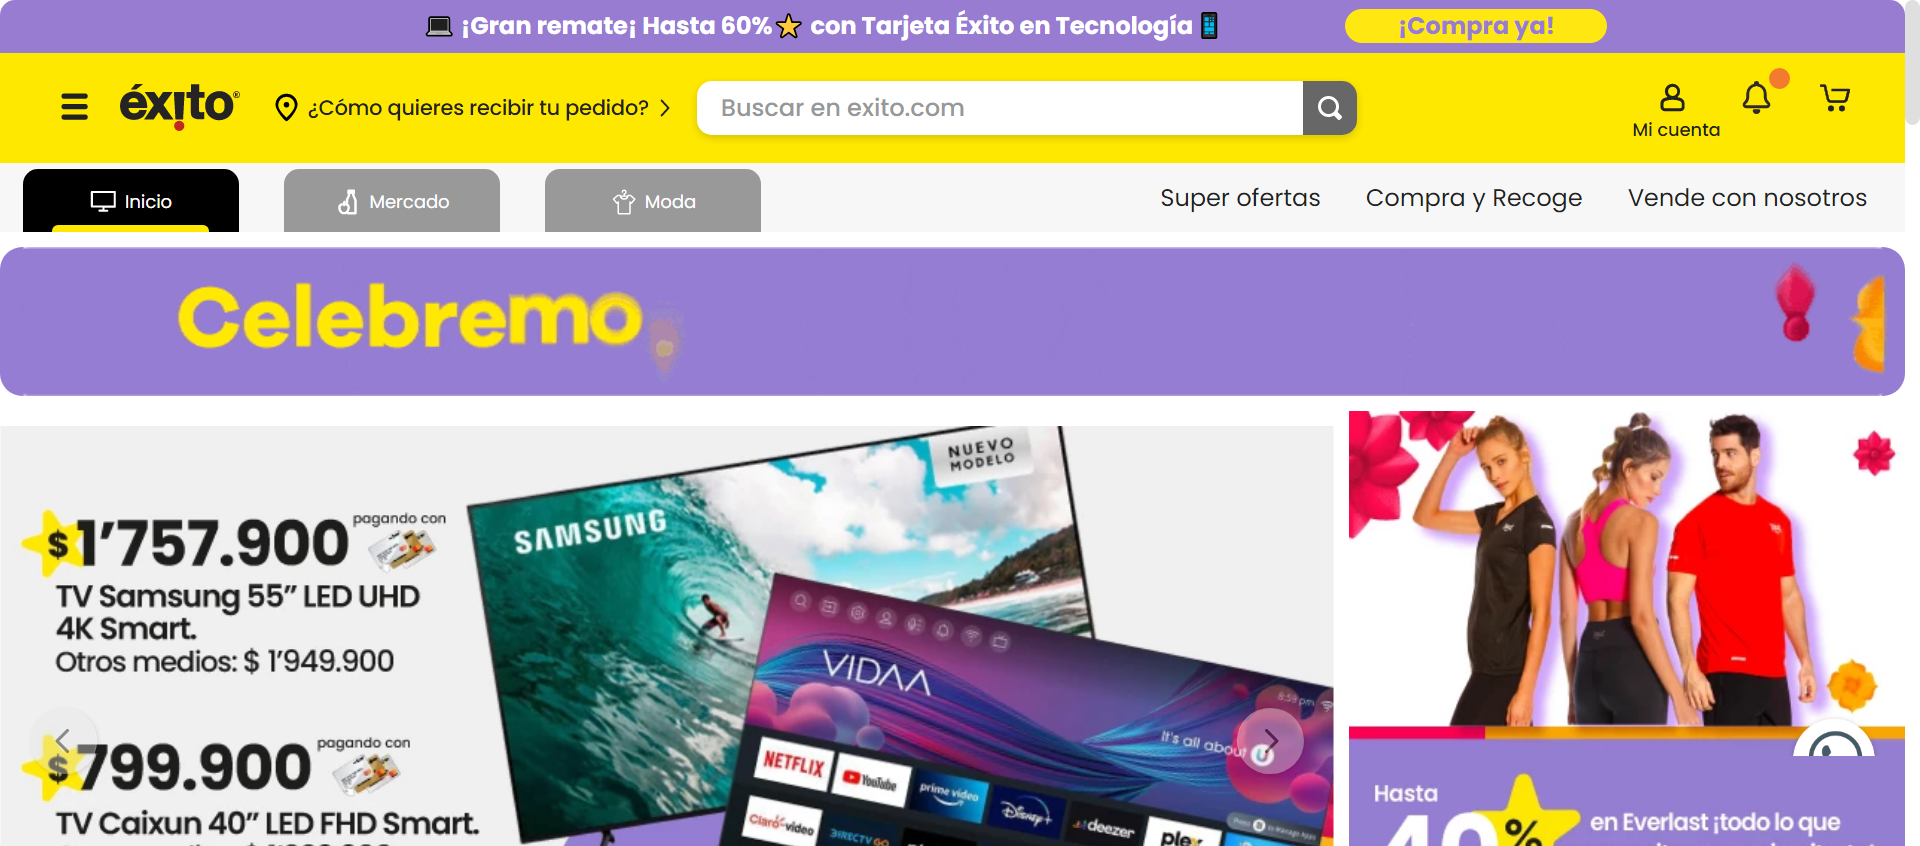 ¡Gran remate¡ Hasta 60% con Tarjeta Éxito en Tecnología
¡Compra ya!
éxito
¿Cómo quieres recibir tu pedido?
Buscar en exito.com
Mi cuenta
Inicio
Mercado
Moda
Super ofertas
Compra y Recoge
Vende con nosotros
Celebremo
$1'757.900 pagando con
TV Samsung 55" LED UHD
4K Smart.
Otros medios: $ 1'949.900
$799.900 pagando con
TV Caixun 40" LED FHD Smart.
NUEVO
MODELO
SAMSUNG
8:59 pm
VIDAA
It's all about U
NETFLIX
YouTube
prime video
Disney+
deezer
plex
Claro video
DIRECTV GO
Hasta
40%
en Everlast ¡todo lo que